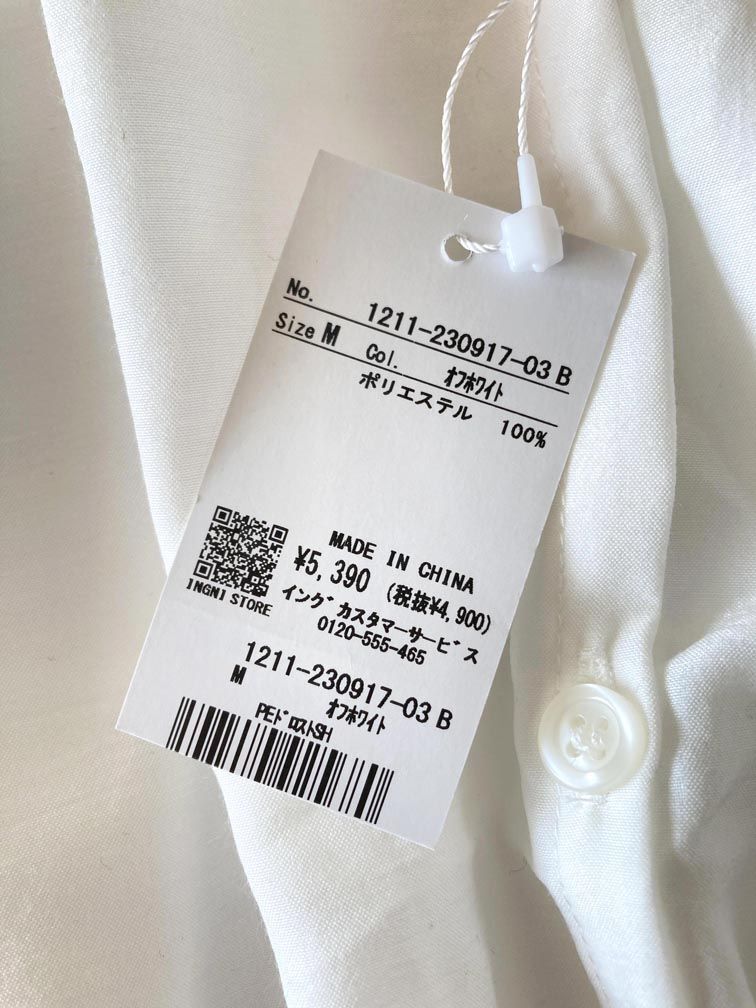 No. 1211-230917-03 B
Size M Col. ｵﾌﾎﾜｲﾄ
ポリエステル 100%
MADE IN CHINA
¥5,390 (税抜¥4,900)
INGNI STORE
イングﾞカスタマーサービﾞス
0120-555-465
1211-230917-03 B
M ｵﾌﾎﾜｲﾄ
PEﾄﾞﾛｽﾄSH